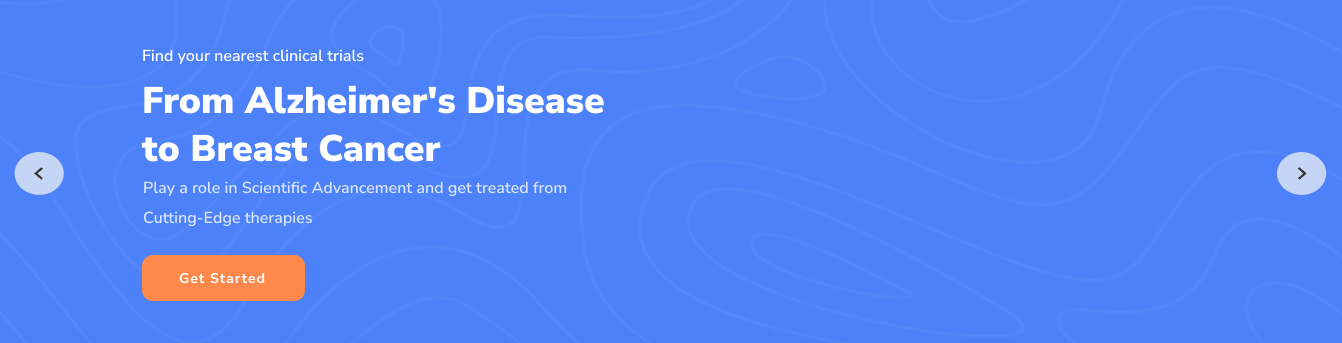 Find your nearest clinical trials
From Alzheimer's Disease
to Breast Cancer
Play a role in Scientific Advancement and get treated from
Cutting-Edge therapies
Get Started